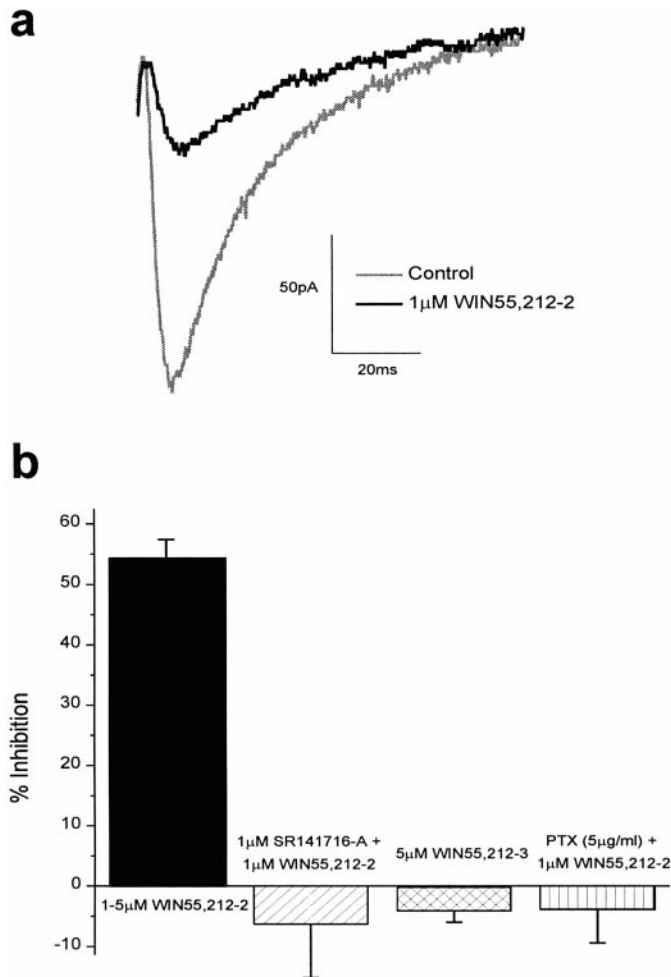 a
50pA
20ms
Control
1μM WIN55,212-2
b
% Inhibition
60
50
40
30
20
10
0
-10
1-5μM WIN55,212-2
1μM SR141716-A +
1μM WIN55,212-2
5μM WIN55,212-3
PTX (5μg/ml) +
1μM WIN55,212-2